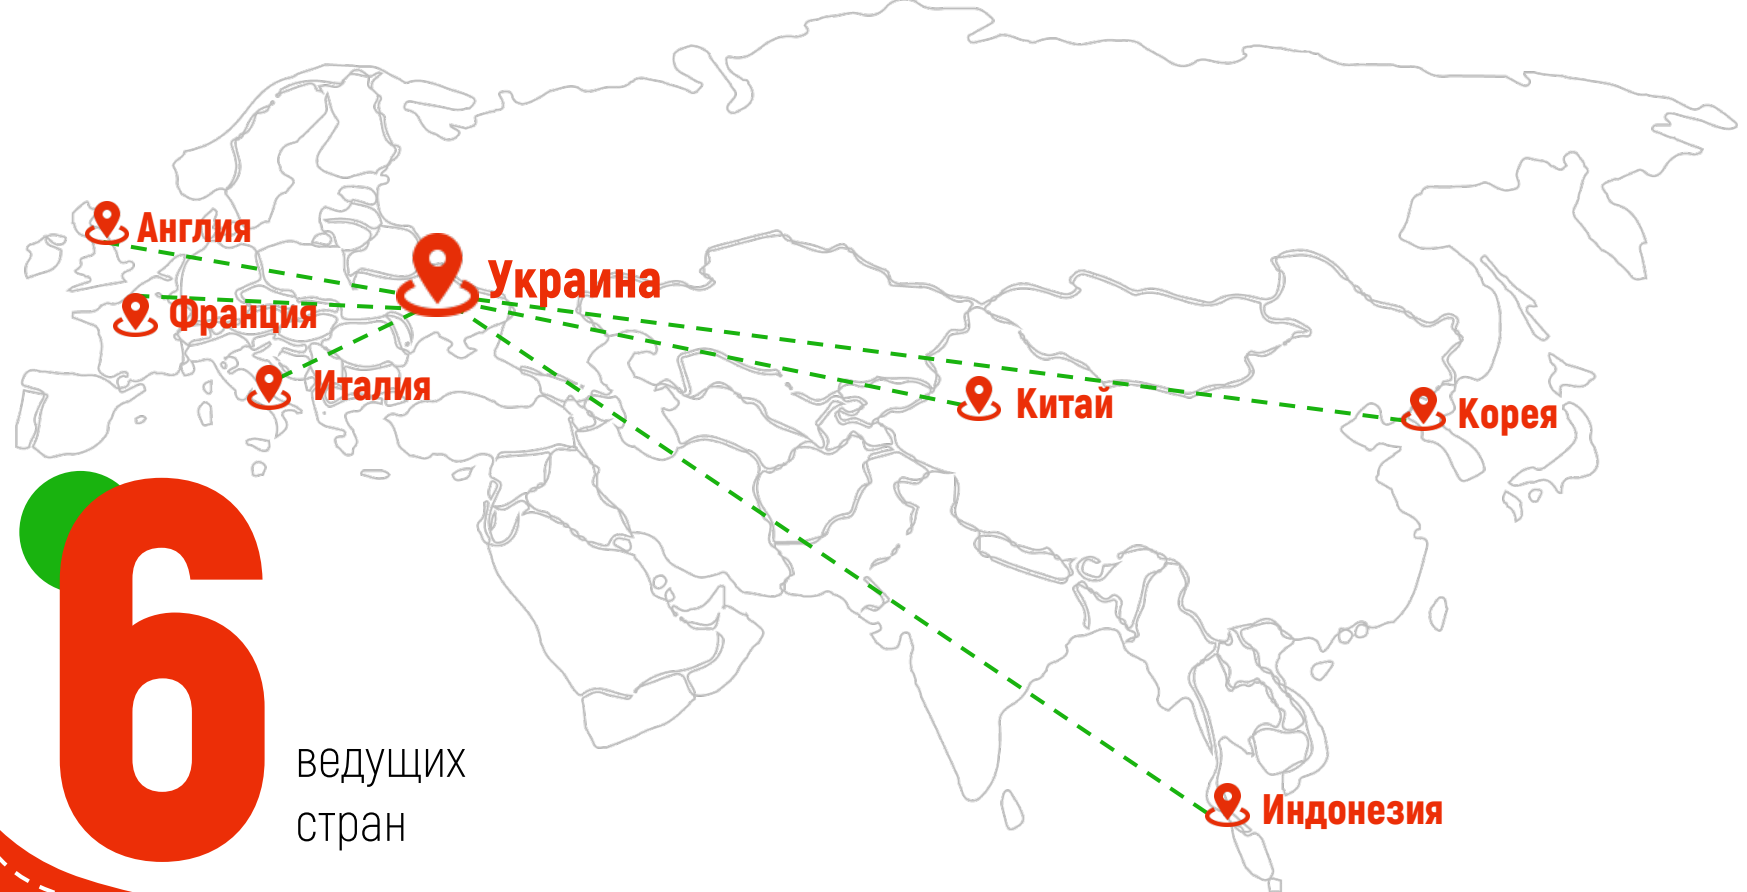 Англия
Украина
Франция
Италия
Китай
Корея
6
ведущих
стран
Индонезия